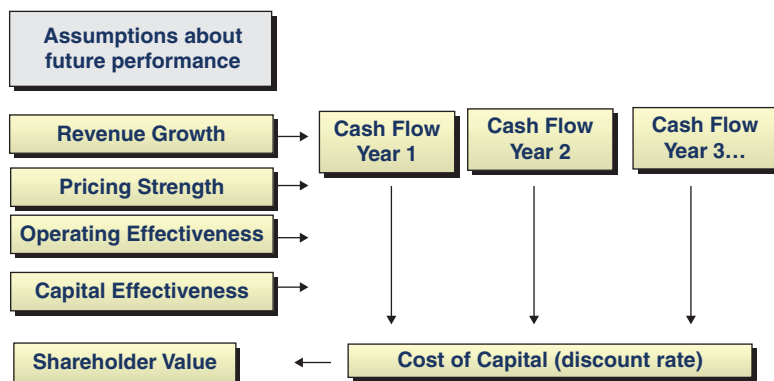 Assumptions about
future performance
Revenue Growth
Cash Flow
Year 1
Cash Flow
Year 2
Cash Flow
Year 3...
Pricing Strength
Operating Effectiveness
Capital Effectiveness
Shareholder Value
Cost of Capital (discount rate)